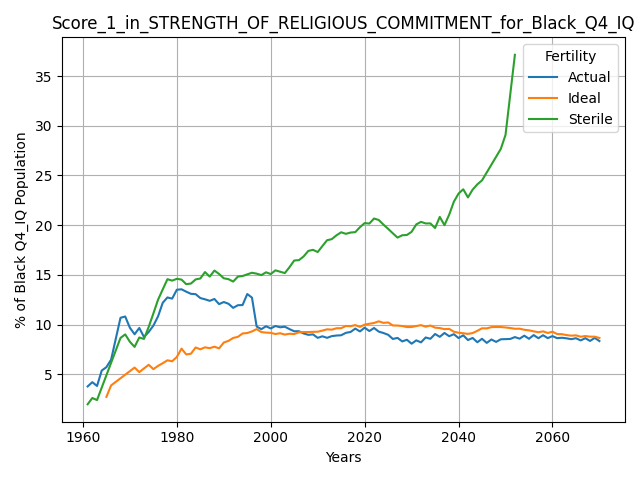 Score_1_in_STRENGTH_OF_RELIGIOUS_COMMITMENT_for_Black_Q4_IQ
Fertility
Actual
Ideal
Sterile
% of Black Q4_IQ Population
35
30
25
20
15
10
5
1960 1980 2000 2020 2040 2060
Years